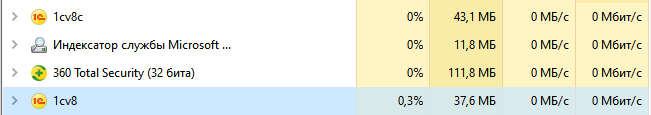 1cv8c 0% 43,1 МБ 0 МБ/с 0 Мбит/с
Индексатор службы Microsoft ... 0% 11,8 МБ 0 МБ/с 0 Мбит/с
360 Total Security (32 бита) 0% 111,8 МБ 0 МБ/с 0 Мбит/с
1cv8 0,3% 37,6 МБ 0 МБ/с 0 Мбит/с